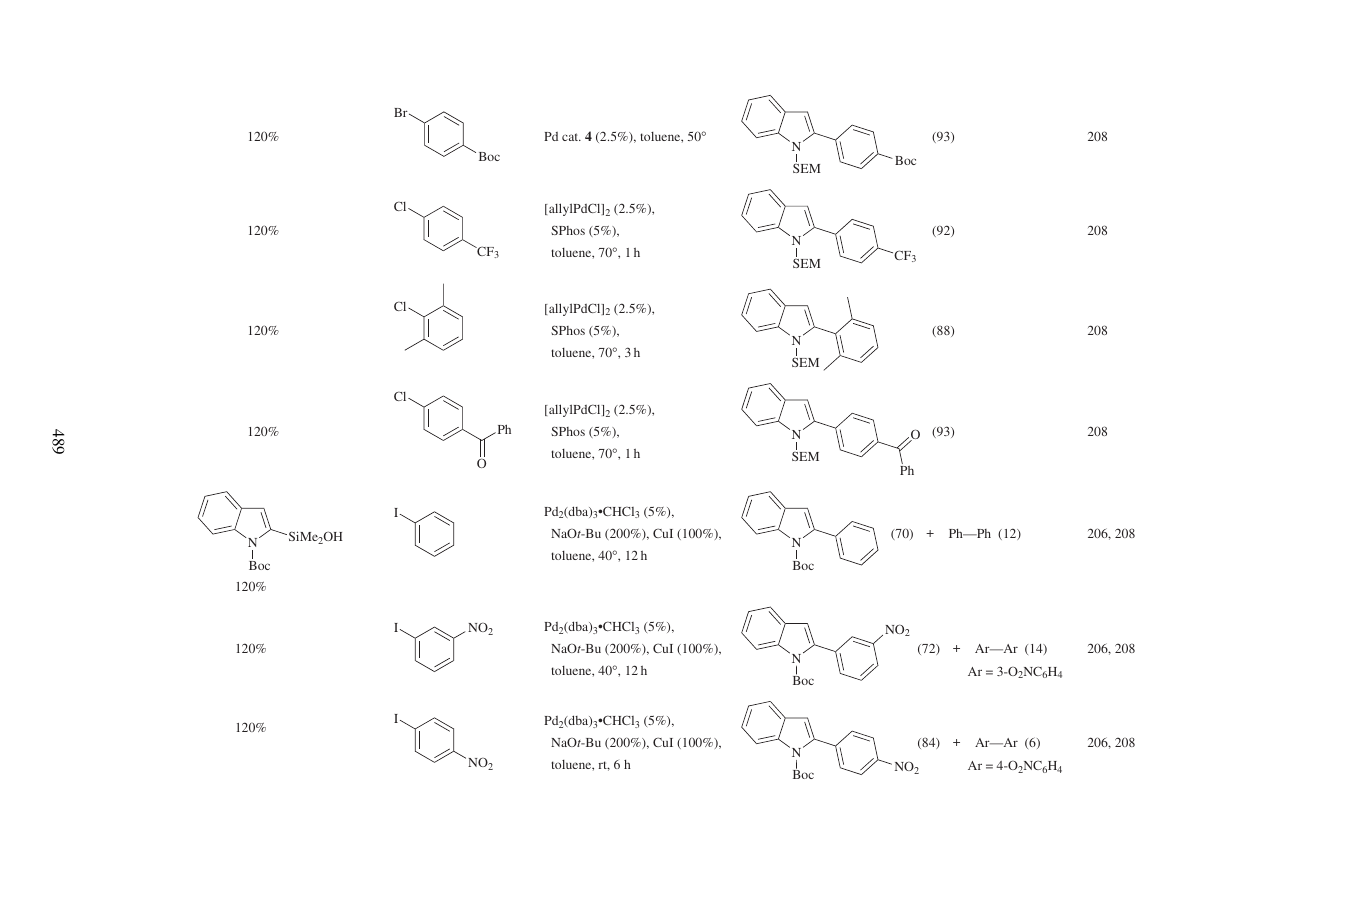 Br
120%
Pd cat. 4 (2.5%), toluene, 50°
N
(93)
208
Boc
Boc
SEM
Cl
[allylPdCl]2 (2.5%),
120%
SPhos (5%),
N
(92)
208
CF3
toluene, 70°, 1 h
CF3
SEM
Cl
[allylPdCl]2 (2.5%),
120%
SPhos (5%),
N
(88)
208
toluene, 70°, 3 h
SEM
Cl
[allylPdCl]2 (2.5%),
120%
Ph
SPhos (5%),
N
O
(93)
208
O
toluene, 70°, 1 h
SEM
Ph
489
N
SiMe2OH
Boc
120%
I
Pd2(dba)3•CHCl3 (5%),
NaOt-Bu (200%), CuI (100%),
toluene, 40°, 12 h
N
Boc
(70) + Ph—Ph (12)
206, 208
I
NO2
Pd2(dba)3•CHCl3 (5%),
120%
NaOt-Bu (200%), CuI (100%),
toluene, 40°, 12 h
N
Boc
NO2
(72) + Ar—Ar (14)
Ar = 3-O2NC6H4
206, 208
I
Pd2(dba)3•CHCl3 (5%),
120%
NaOt-Bu (200%), CuI (100%),
toluene, rt, 6 h
NO2
N
Boc
NO2
(84) + Ar—Ar (6)
Ar = 4-O2NC6H4
206, 208